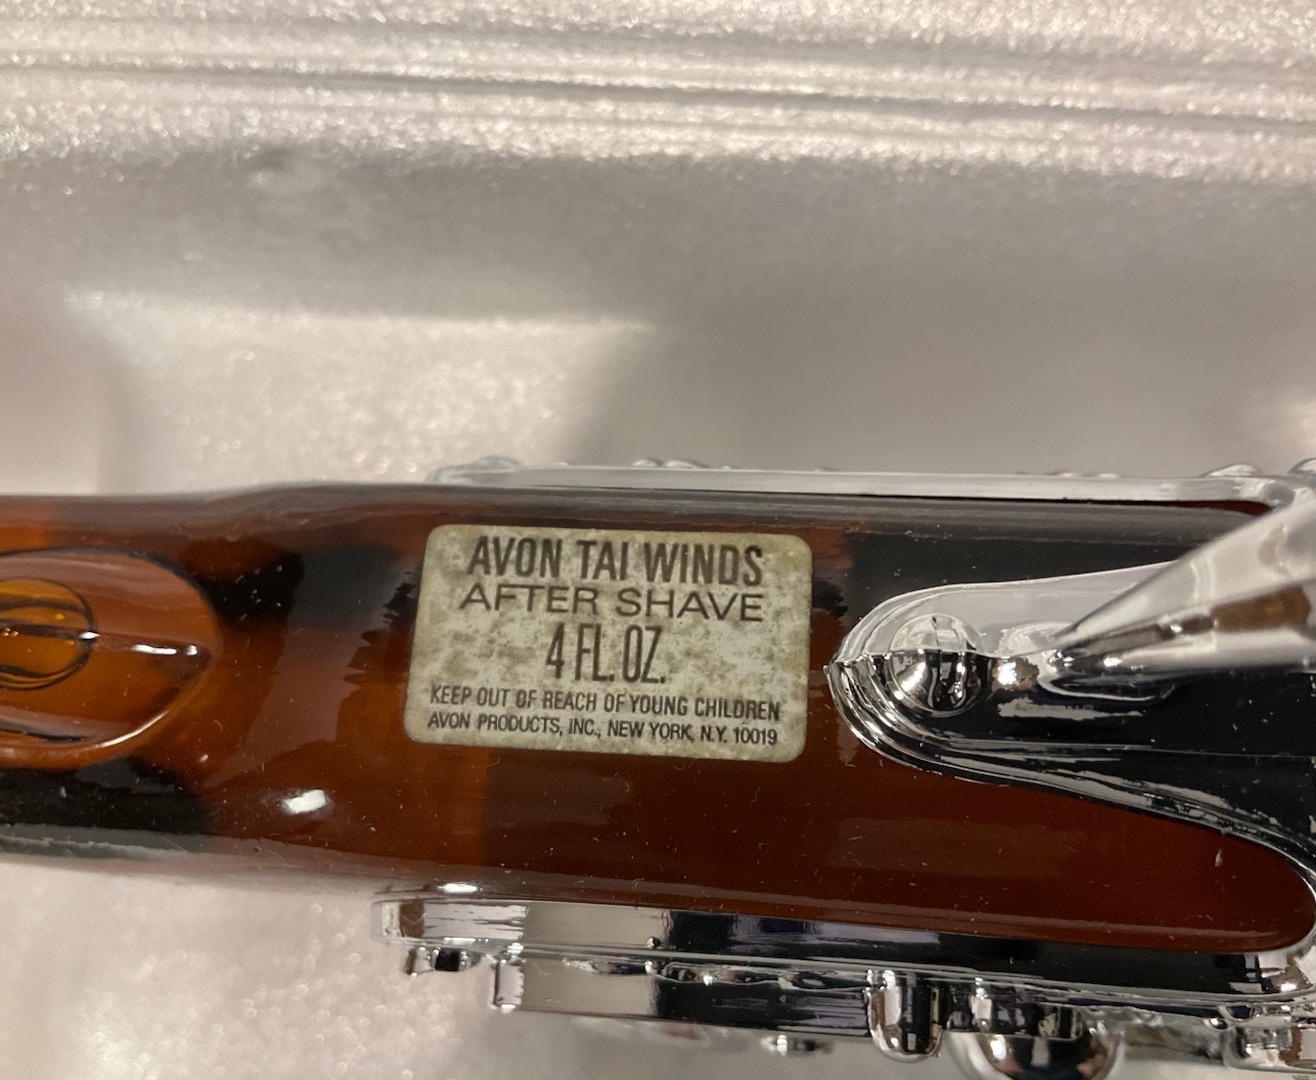 AVON TAI WINDS
AFTER SHAVE
4 FL. OZ.
KEEP OUT OF REACH OF YOUNG CHILDREN
AVON PRODUCTS, INC., NEW YORK, N.Y. 10019